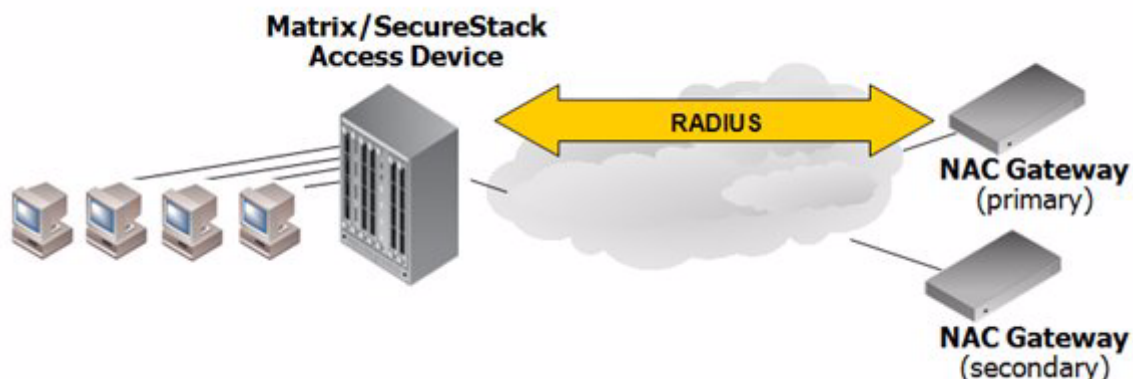 Matrix/SecureStack
Access Device
RADIUS
NAC Gateway
(primary)
NAC Gateway
(secondary)